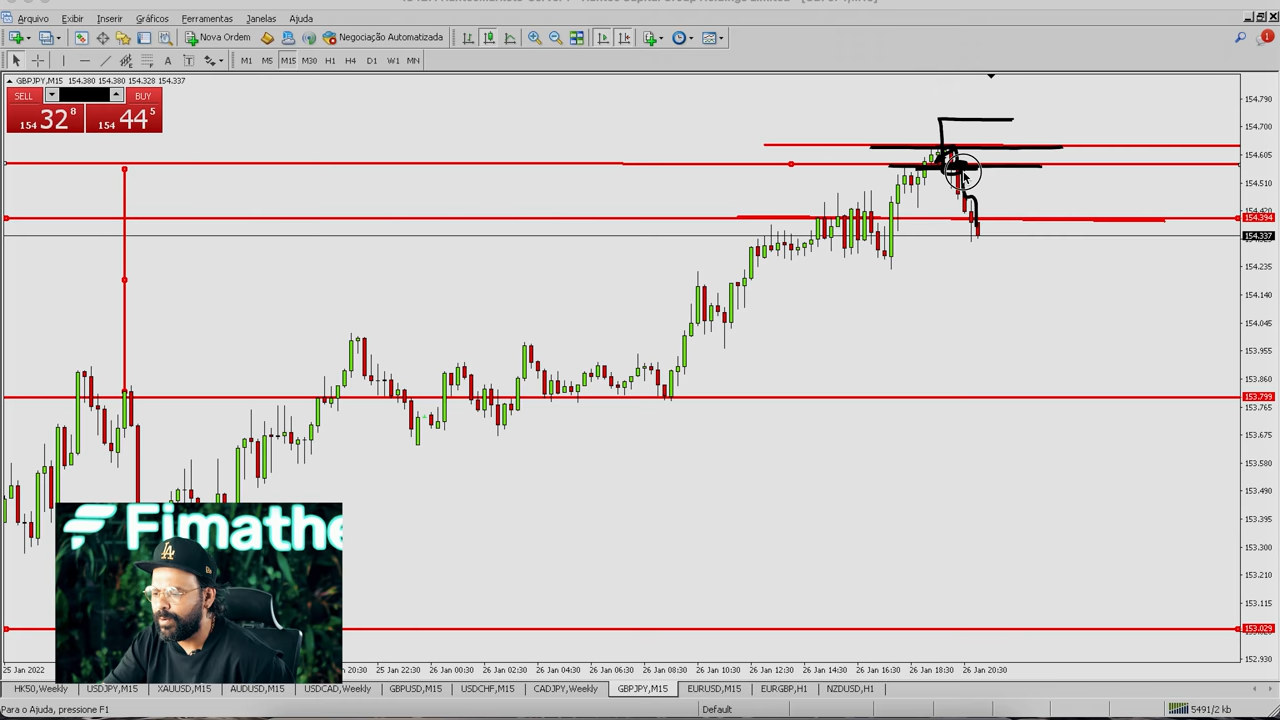 Arquivo Exibir Inserir Gráficos Ferramentas Janelas Ajuda
Nova Ordem Negociação Automatizada
A T M1 M5 M15 M30 H1 H4 D1 W1 MN
GBPJPY,M15 154.380 154.380 154.328 154.337
SELL BUY
154 32 8 154 44 5
154.790
154.700
154.605
154.510
154.420
154.394
154.337
154.235
154.140
154.045
153.955
153.860
153.799
153.765
153.675
153.580
153.490
153.395
153.300
153.210
153.115
153.029
152.930
Fimathe
LA
25 Jan 2022 20:30 25 Jan 22:30 26 Jan 00:30 26 Jan 02:30 26 Jan 04:30 26 Jan 06:30 26 Jan 08:30 26 Jan 10:30 26 Jan 12:30 26 Jan 14:30 26 Jan 16:30 26 Jan 18:30 26 Jan 20:30
HK50,Weekly USDJPY,M15 XAUUSD,M15 AUDUSD,M15 USDCAD,Weekly GBPUSD,M15 USDCHF,M15 CADJPY,Weekly GBPJPY,M15 EURUSD,M15 EURGBP,H1 NZDUSD,H1
Para o Ajuda, pressione F1 Default 5491/2 kb